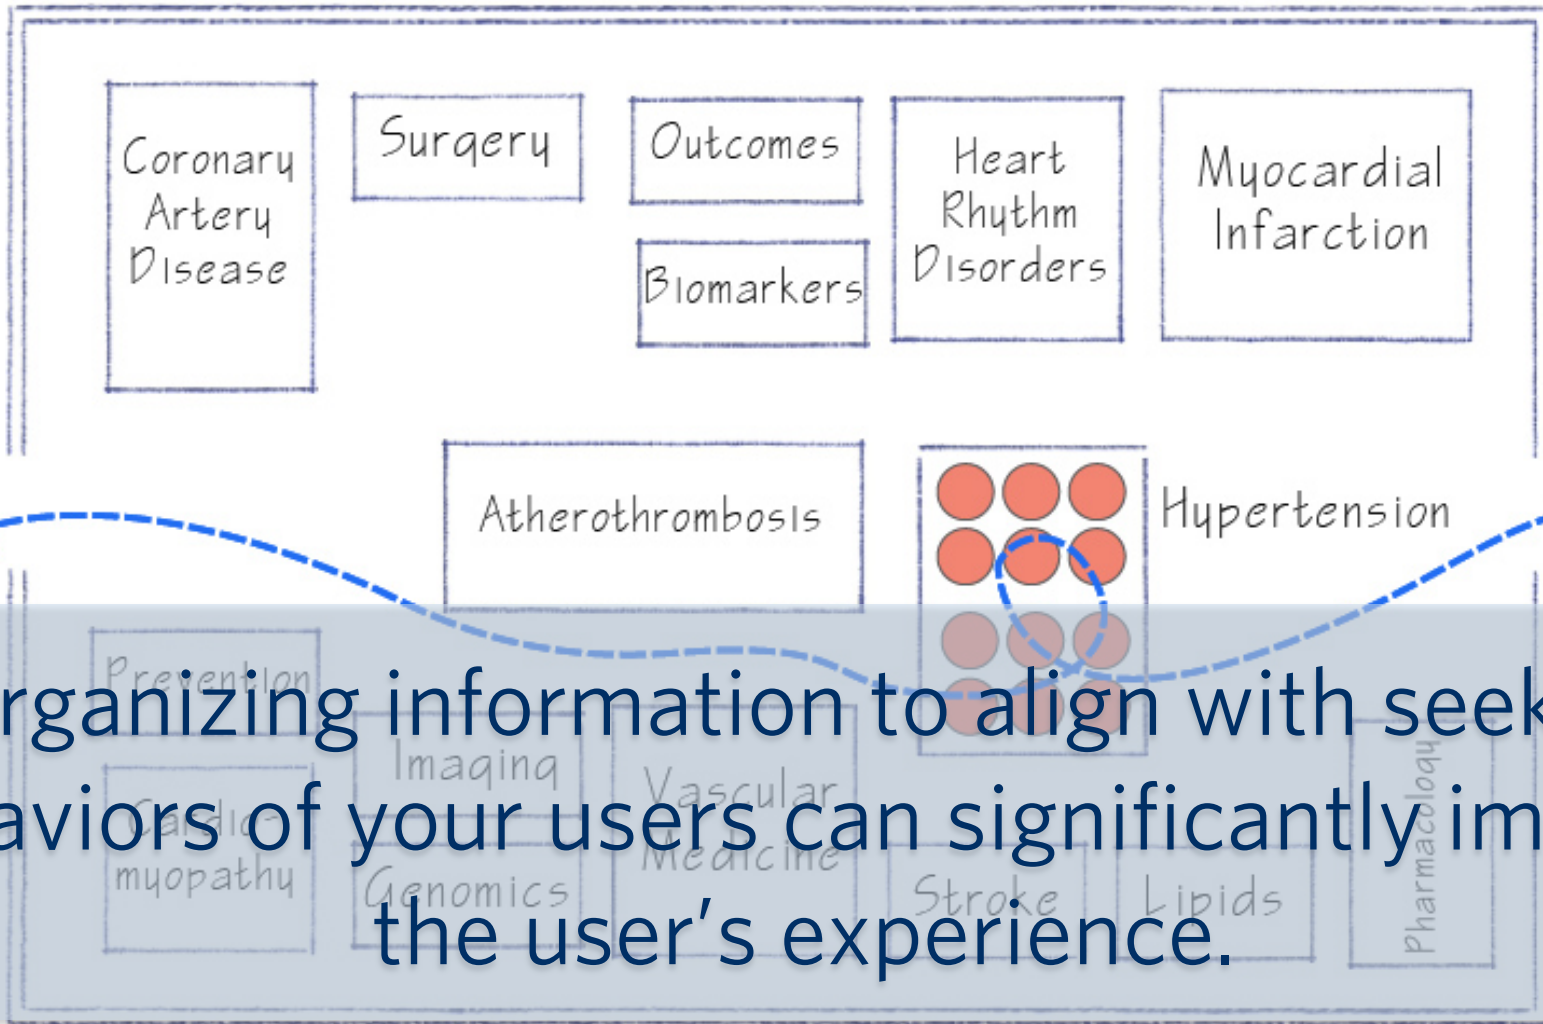 Coronary
Artery
Disease
Surgery
Outcomes
Biomarkers
Heart
Rhythm
Disorders
Myocardial
Infarction
Atherothrombosis
Hypertension
Prevention
Cardio-
myopathy
Imaging
Genomics
Vascular
Medicine
Stroke
Lipids
Pharmacology
rganizing information to align with seek
aviors of your users can significantly im
the user’s experience.